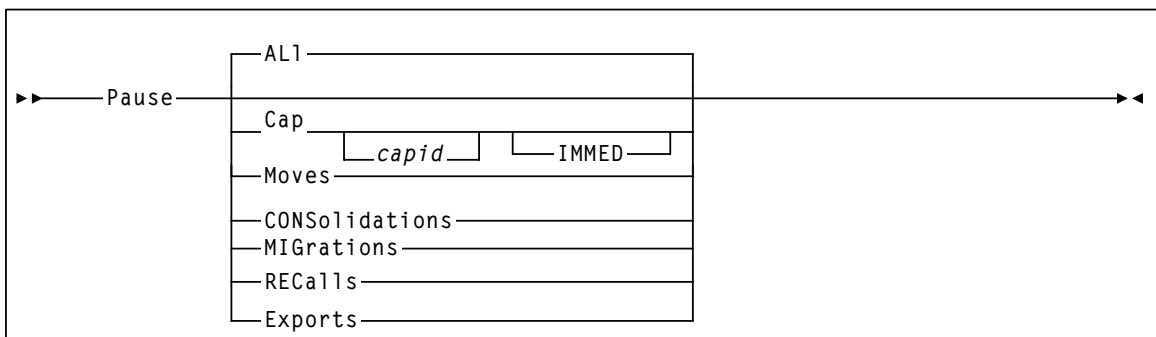 ALl
Pause
Cap
capid IMMED
Moves
CONSolidations
MIGrations
RECalls
Exports